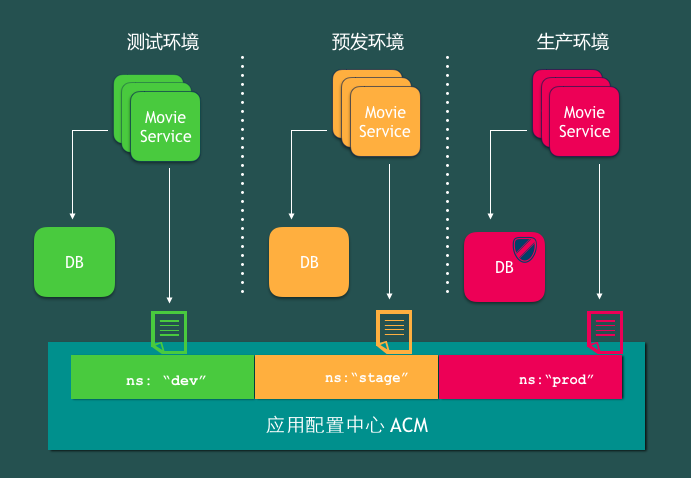 测试环境
预发环境
生产环境
Movie
Service
Movie
Service
Movie
Service
DB
DB
DB
ns: “dev”
ns:“stage”
ns:“prod”
应用配置中心 ACM